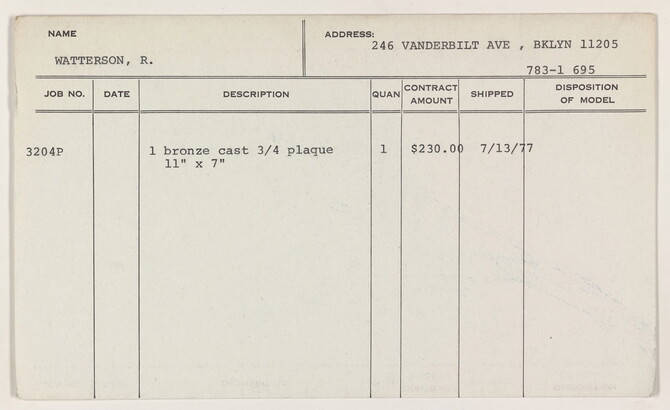 NAME
ADDRESS:
246 VANDERBILT AVE , BKLYN 11205
WATTERSON, R.
783-1 695
JOB NO. DATE DESCRIPTION QUAN CONTRACT AMOUNT SHIPPED DISPOSITION OF MODEL
3204P 1 bronze cast 3/4 plaque 1 $230.00 7/13/77
11" x 7"